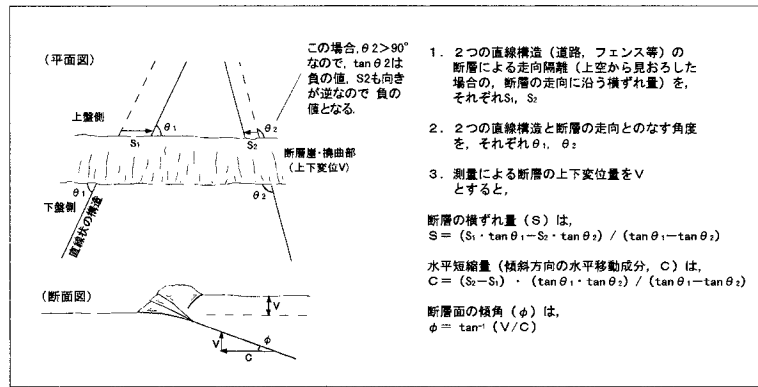 (平面図)
この場合,θ2>90°
なので, tanθ2は
負の値, S2も向き
が逆なので 負の
値となる.
上盤側
S₁
θ₁
S₂
θ₂
断層崖・撓曲部
(上下変位V)
θ₁
θ₂
下盤側
直線状の構造
(断面図)
V
V
φ
C
1. 2つの直線構造(道路, フェンス等)の
断層による走向隔離(上空から見おろした
場合の, 断層の走向に沿う横ずれ量)を,
それぞれS₁, S₂
2. 2つの直線構造と断層の走向とのなす角度
を, それぞれθ₁, θ₂
3. 測量による断層の上下変位量をV
とすると,
断層の横ずれ量(S)は,
S=(S₁・tanθ₁−S₂・tanθ₂)/(tanθ₁−tanθ₂)
水平短縮量(傾斜方向の水平移動成分, C)は,
C=(S₂−S₁)・(tanθ₁・tanθ₂)/(tanθ₁−tanθ₂)
断層面の傾角(φ)は,
φ=tan⁻¹(V/C)